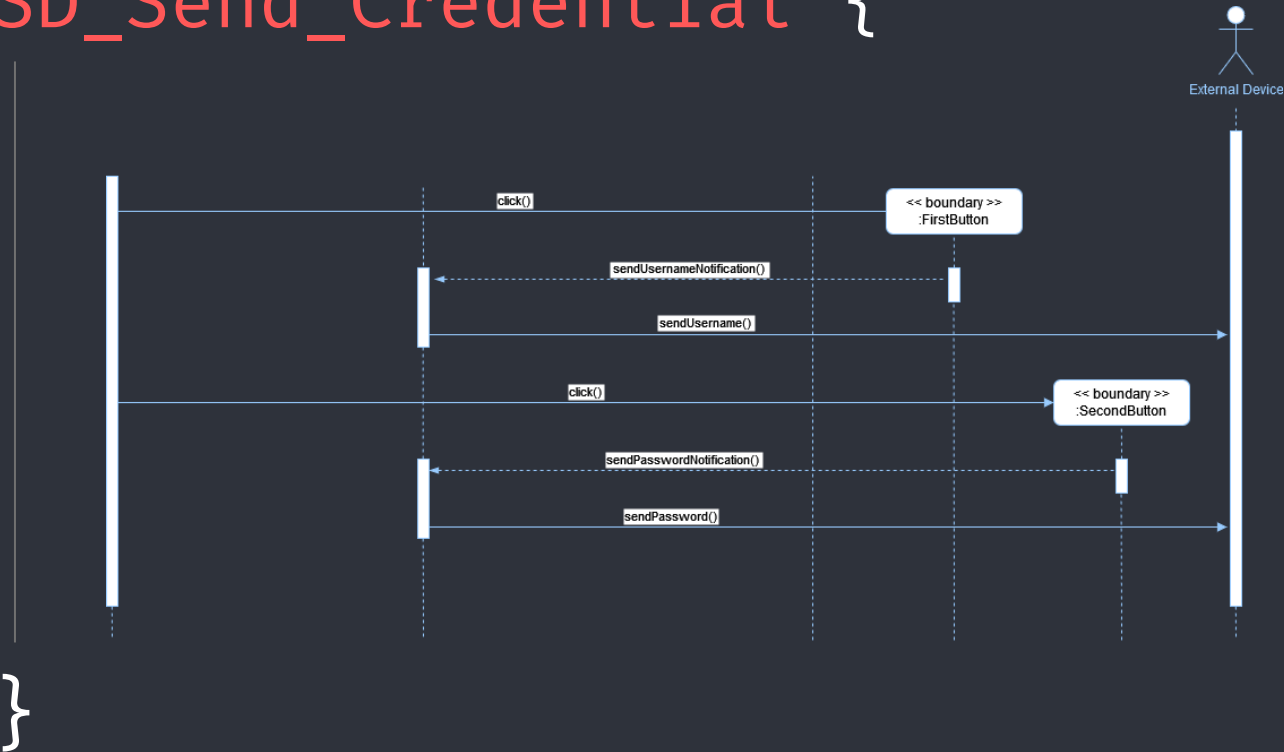 SD_Send_Credential {
External Device
click()
<< boundary >>
:FirstButton
sendUsernameNotification()
sendUsername()
click()
<< boundary >>
:SecondButton
sendPasswordNotification()
sendPassword()
}